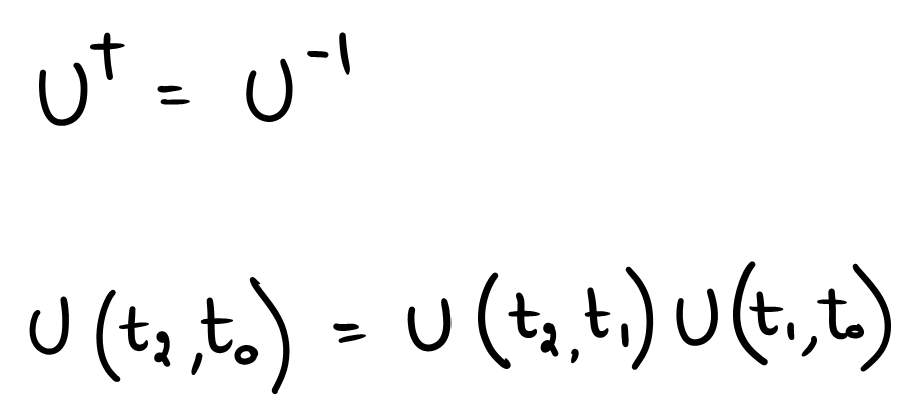 U† = U⁻¹
U(t₂,t₀) = U(t₂,t₁)U(t₁,t₀)